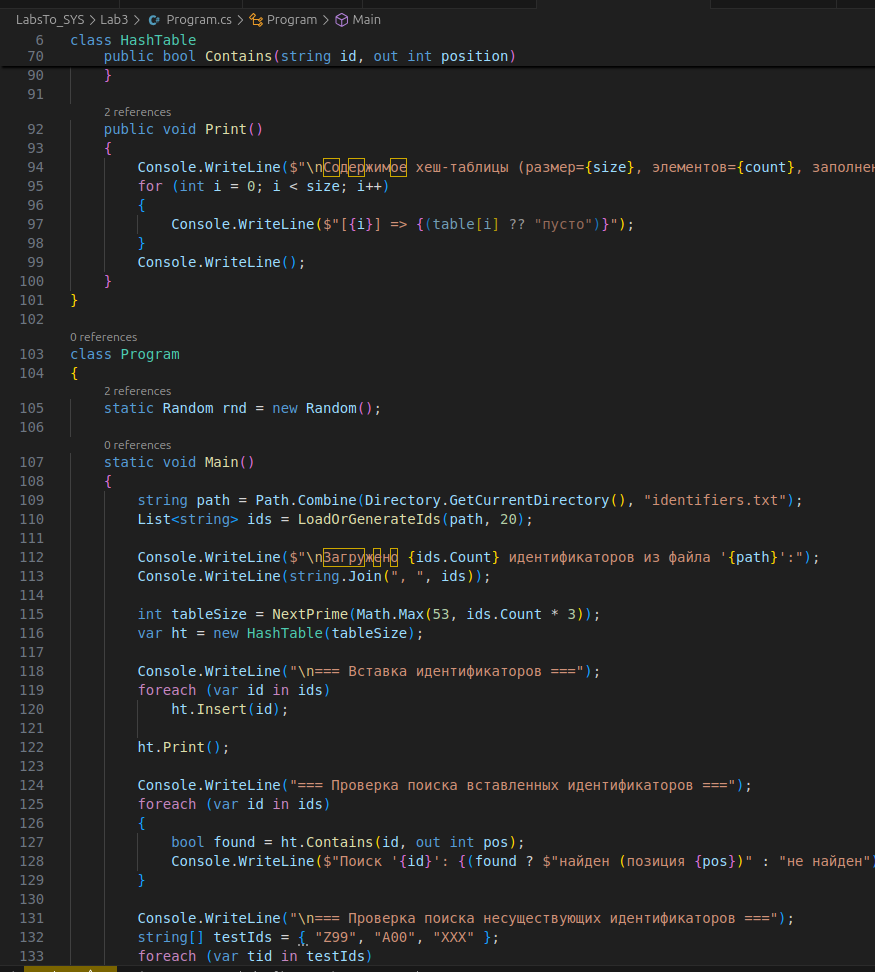 LabsTo_SYS > Lab3 > Program.cs > Program > Main
6 class HashTable
70 public bool Contains(string id, out int position)
90 }
91
2 references
92 public void Print()
93 {
94 Console.WriteLine($"\nСодержимое хеш-таблицы (размер={size}, элементов={count}, заполнен
95 for (int i = 0; i < size; i++)
96 {
97 Console.WriteLine($"[{i}] => {(table[i] ?? "пусто")}");
98 }
99 Console.WriteLine();
100 }
101 }
102
0 references
103 class Program
104 {
2 references
105 static Random rnd = new Random();
106
0 references
107 static void Main()
108 {
109 string path = Path.Combine(Directory.GetCurrentDirectory(), "identifiers.txt");
110 List<string> ids = LoadOrGenerateIds(path, 20);
111
112 Console.WriteLine($"\nЗагружено {ids.Count} идентификаторов из файла '{path}':");
113 Console.WriteLine(string.Join(", ", ids));
114
115 int tableSize = NextPrime(Math.Max(53, ids.Count * 3));
116 var ht = new HashTable(tableSize);
117
118 Console.WriteLine("\n=== Вставка идентификаторов ===");
119 foreach (var id in ids)
120 ht.Insert(id);
121
122 ht.Print();
123
124 Console.WriteLine("=== Проверка поиска вставленных идентификаторов ===");
125 foreach (var id in ids)
126 {
127 bool found = ht.Contains(id, out int pos);
128 Console.WriteLine($"Поиск '{id}': {(found ? $"найден (позиция {pos})" : "не найден")
129 }
130
131 Console.WriteLine("\n=== Проверка поиска несуществующих идентификаторов ===");
132 string[] testIds = { "Z99", "A00", "XXX" };
133 foreach (var tid in testIds)